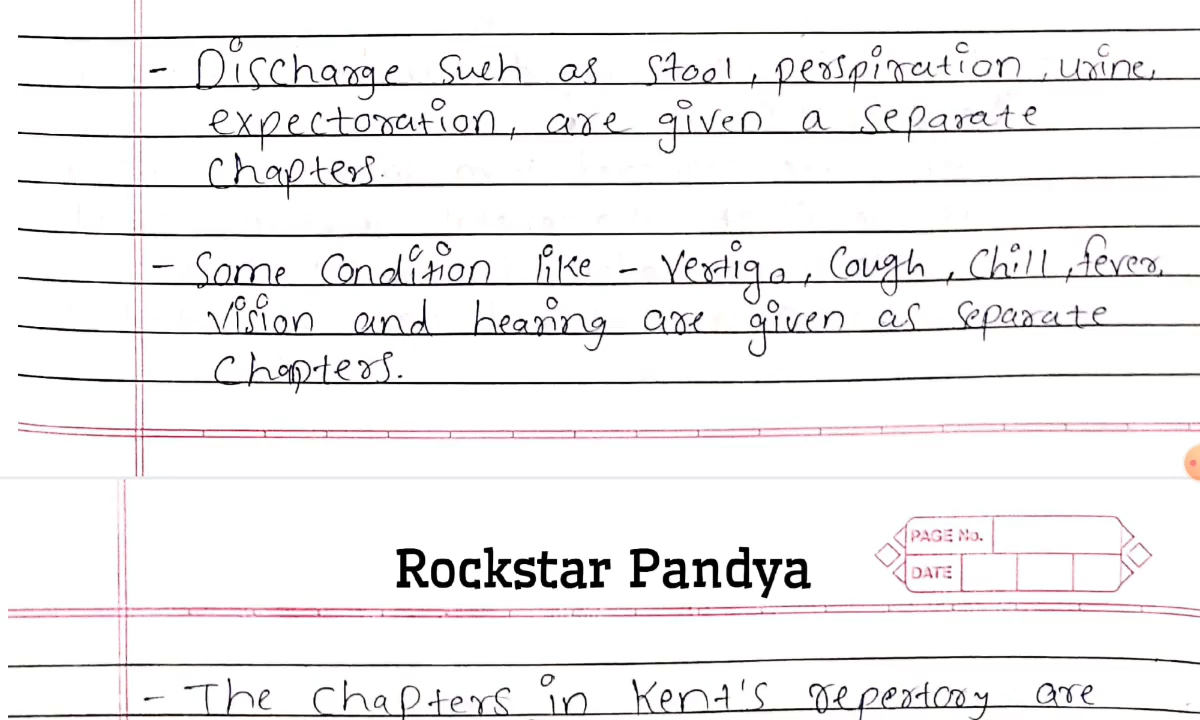 - Discharge such as stool, perspiration, urine,
expectoration, are given a separate
chapters.
- Some Condition like - Vertigo, Cough, Chill, fever,
Vision and hearing are given as separate
Chapters.
PAGE No.
Rockstar Pandya
DATE
- The Chapters in Kent's repertory are